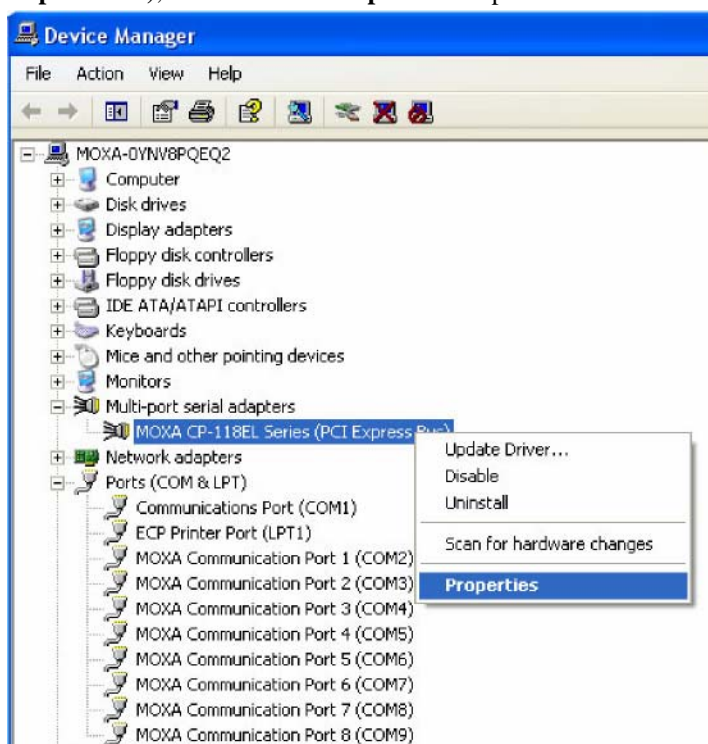 Device Manager
File Action View Help
MOXA-0YNV8PQEQ2
Computer
Disk drives
Display adapters
Floppy disk controllers
Floppy disk drives
IDE ATA/ATAPI controllers
Keyboards
Mice and other pointing devices
Monitors
Multi-port serial adapters
MOXA CP-118EL Series (PCI Express Bus)
Network adapters
Ports (COM & LPT)
Communications Port (COM1)
ECP Printer Port (LPT1)
MOXA Communication Port 1 (COM2)
MOXA Communication Port 2 (COM3)
MOXA Communication Port 3 (COM4)
MOXA Communication Port 4 (COM5)
MOXA Communication Port 5 (COM6)
MOXA Communication Port 6 (COM7)
MOXA Communication Port 7 (COM8)
MOXA Communication Port 8 (COM9)
Update Driver...
Disable
Uninstall
Scan for hardware changes
Properties